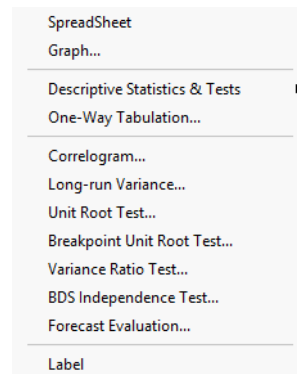 SpreadSheet
Graph...
Descriptive Statistics & Tests
One-Way Tabulation...
Correlogram...
Long-run Variance...
Unit Root Test...
Breakpoint Unit Root Test...
Variance Ratio Test...
BDS Independence Test...
Forecast Evaluation...
Label